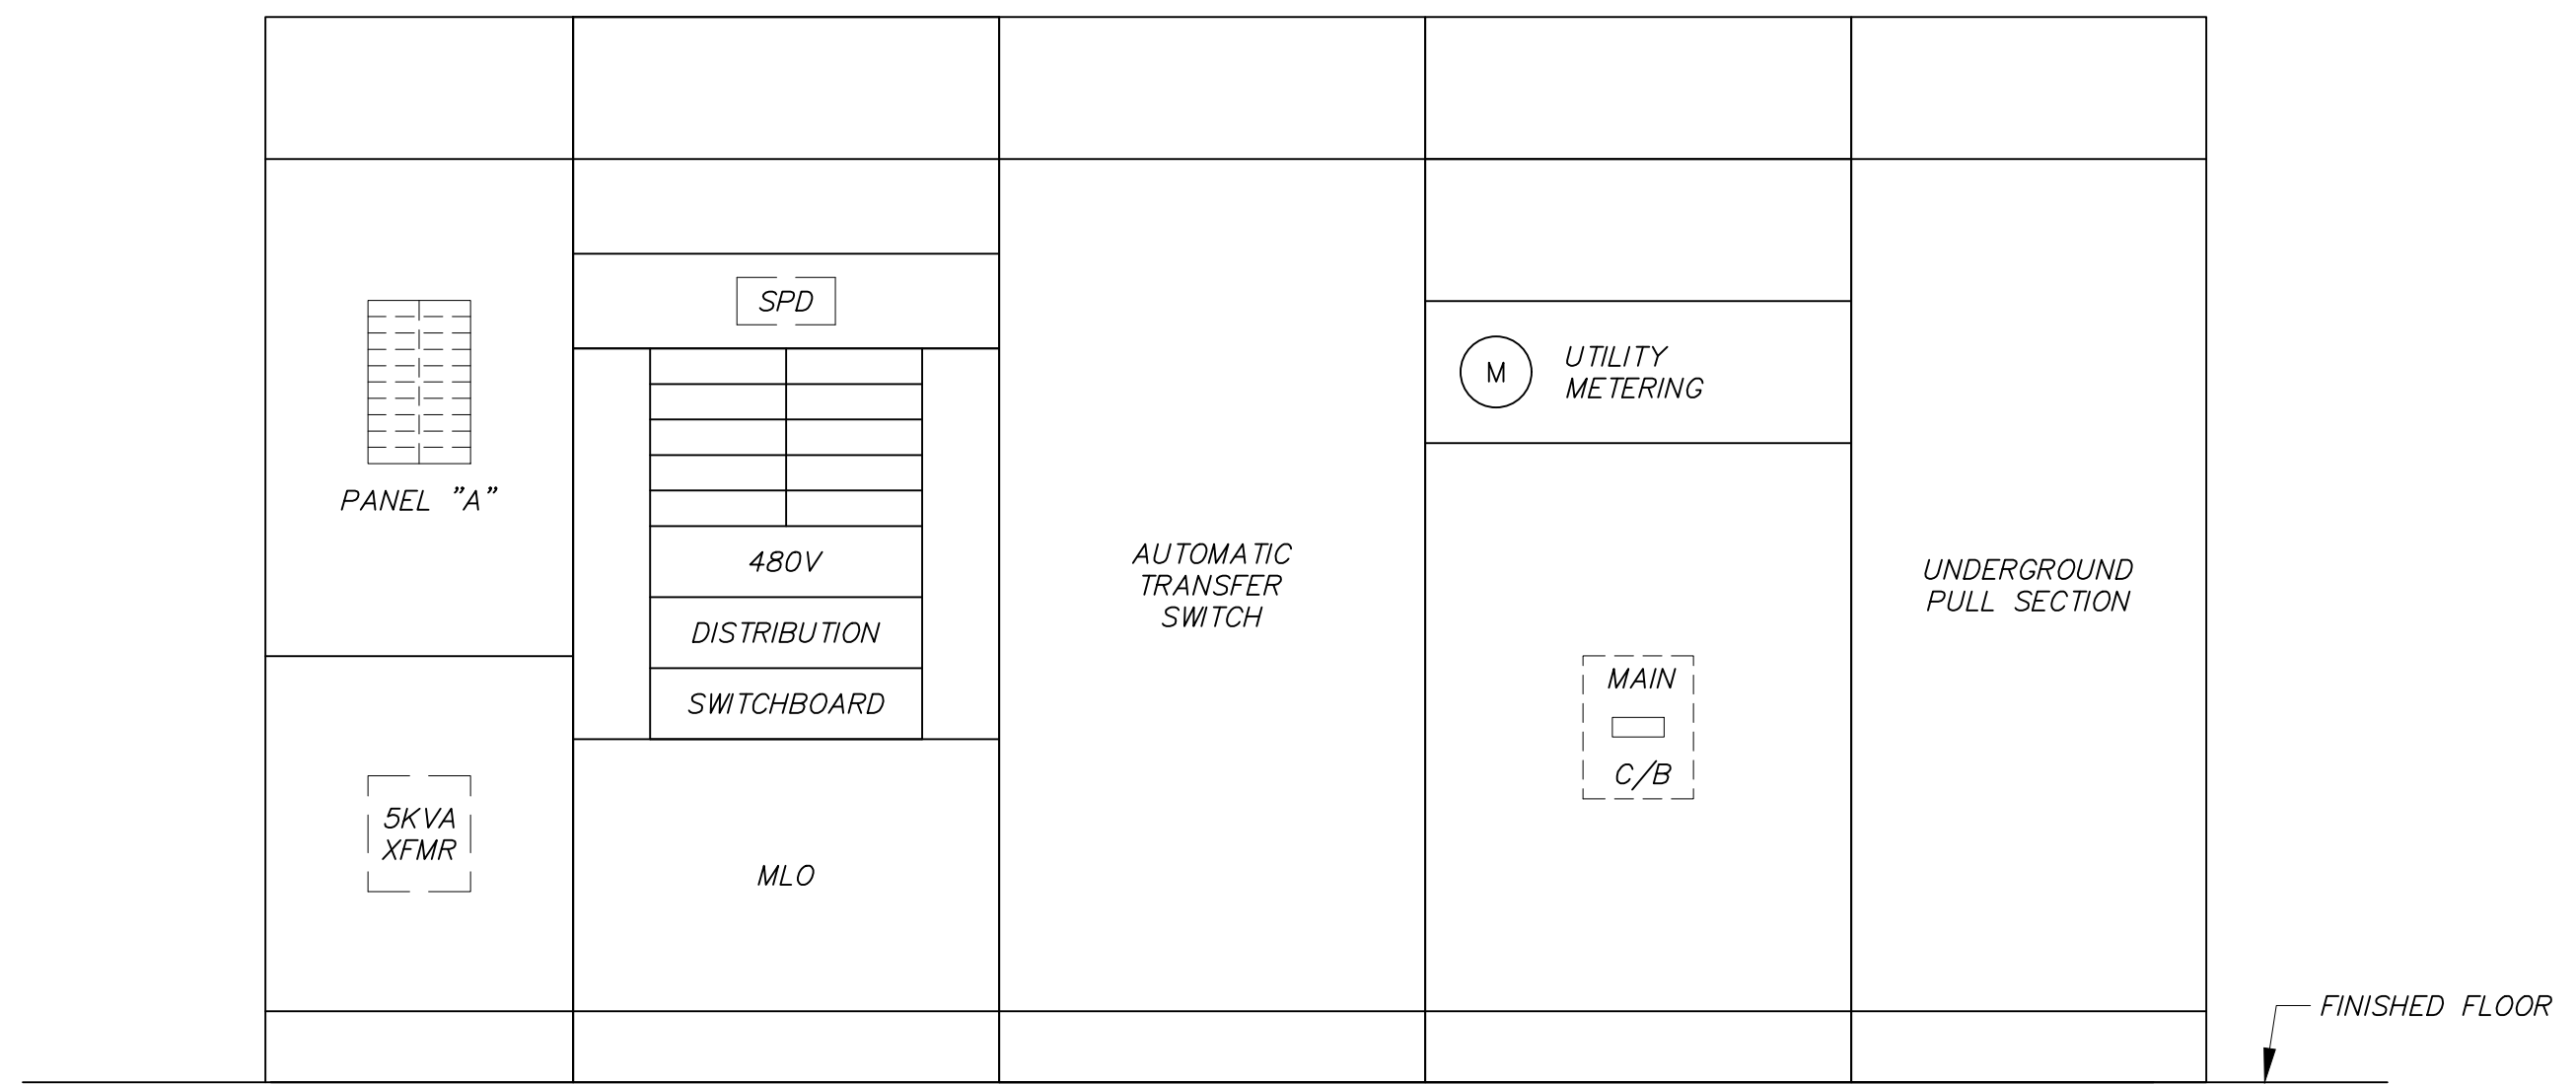 SPD
M
UTILITY
METERING
PANEL "A"
480V
DISTRIBUTION
SWITCHBOARD
AUTOMATIC
TRANSFER
SWITCH
UNDERGROUND
PULL SECTION
MAIN
C/B
5KVA
XFMR
MLO
FINISHED FLOOR